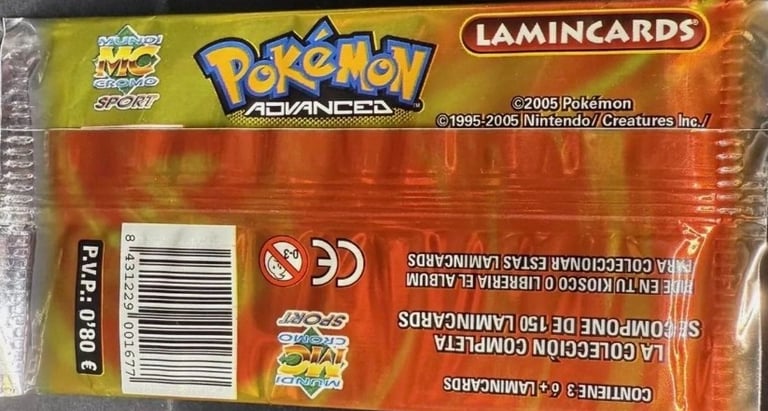 MUNDI
MC
CROMO
SPORT
POKéMON
ADVANCED
™
LAMINCARDS®
©2005 Pokémon
©1995-2005 Nintendo/Creatures Inc./
CONTIENE 3 ó + LAMINCARDS
LA COLECCIÓN COMPLETA
SE COMPONE DE 150 LAMINCARDS
PIDE EN TU KIOSCO O LIBRERIA EL ALBUM
PARA COLECCIONAR ESTAS LAMINCARDS
MUNDI
MC
CROMO
SPORT
CE
0-3
8 431229 001677
P.V.P.: 0'80 €